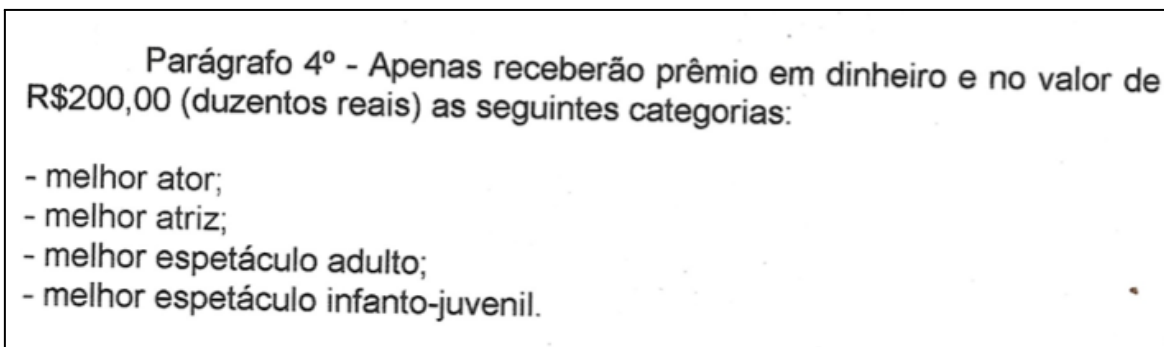 Parágrafo 4º - Apenas receberão prêmio em dinheiro e no valor de
R$200,00 (duzentos reais) as seguintes categorias:
- melhor ator;
- melhor atriz;
- melhor espetáculo adulto;
- melhor espetáculo infanto-juvenil.